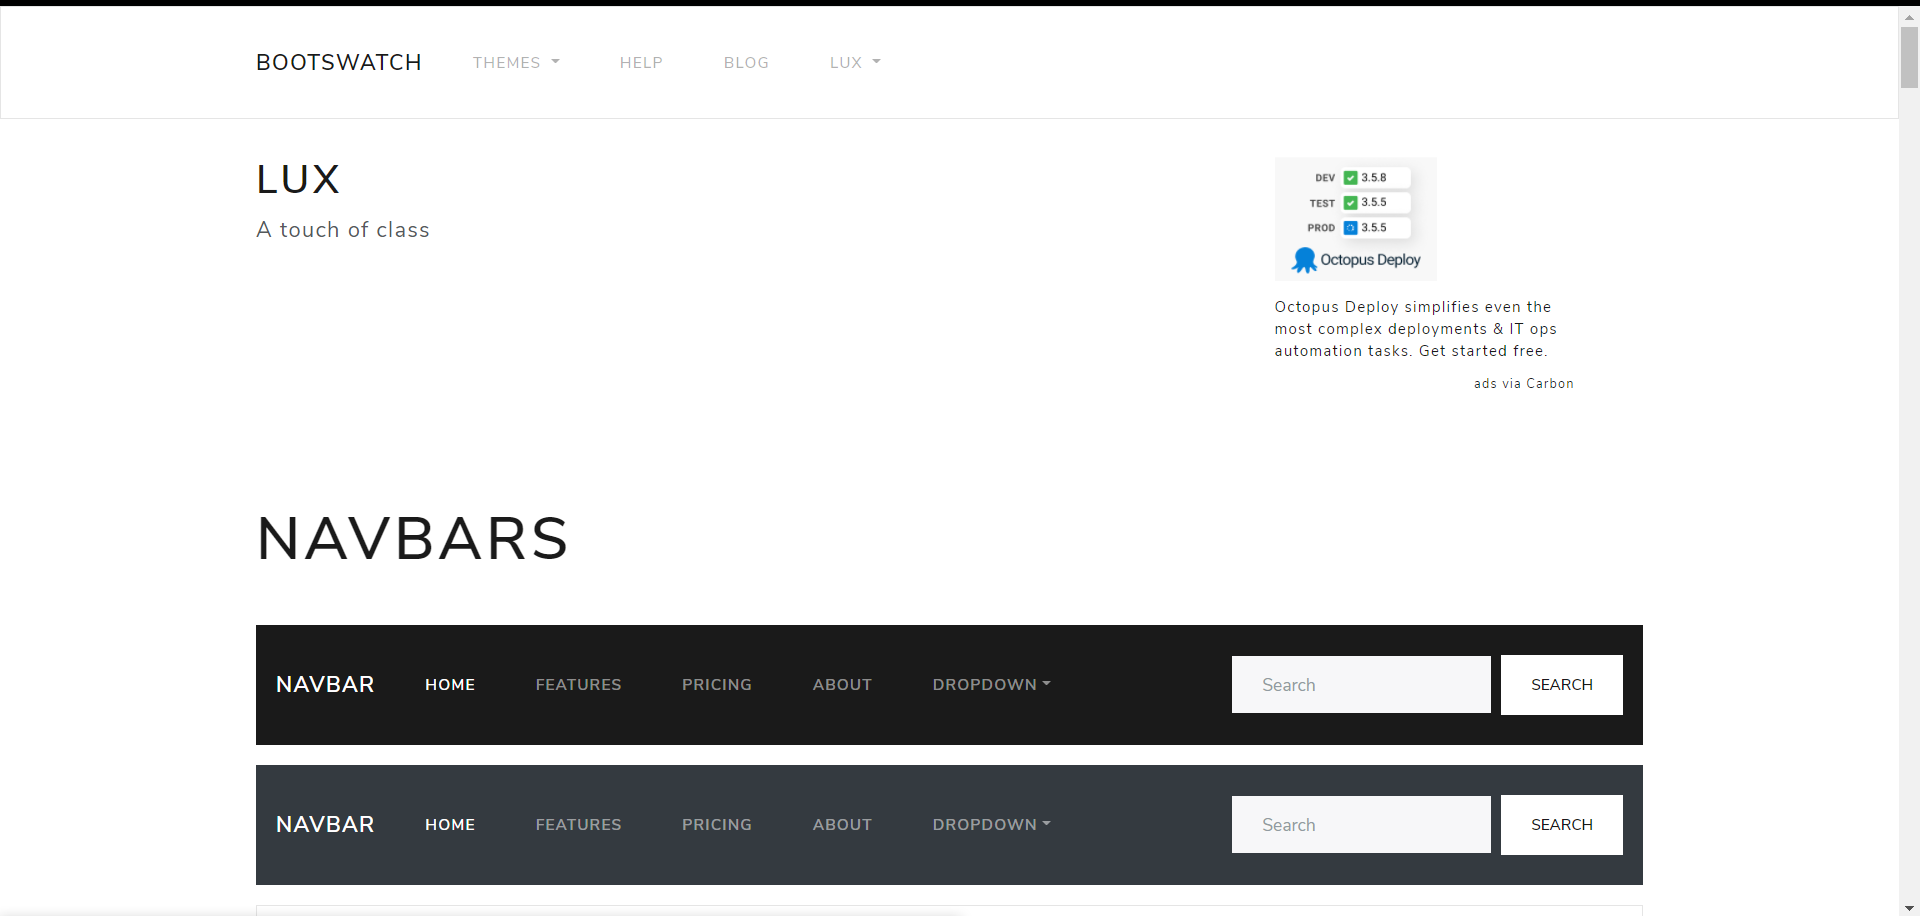 BOOTSWATCH THEMES HELP BLOG LUX
LUX
A touch of class
DEV 3.5.8
TEST 3.5.5
PROD 3.5.5
Octopus Deploy
Octopus Deploy simplifies even the
most complex deployments & IT ops
automation tasks. Get started free.
ads via Carbon
NAVBARS
NAVBAR HOME FEATURES PRICING ABOUT DROPDOWN Search SEARCH
NAVBAR HOME FEATURES PRICING ABOUT DROPDOWN Search SEARCH